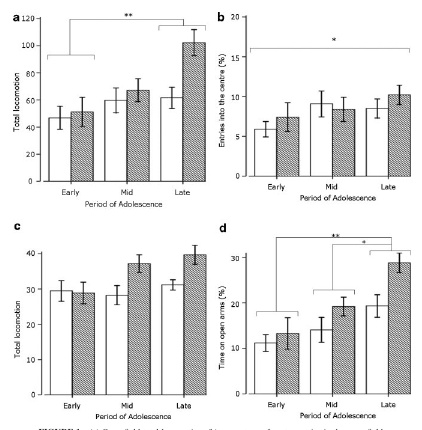 a
**
120
100
80
60
40
20
0
Total locomotion
Early Mid Late
Period of Adolescence
b
*
20
15
10
5
0
Entries into the centre (%)
Early Mid Late
Period of Adolescence
c
40
30
20
10
0
Total locomotion
Early Mid Late
Period of Adolescence
d
**
*
30
20
10
0
Time on open arms (%)
Early Mid Late
Period of Adolescence